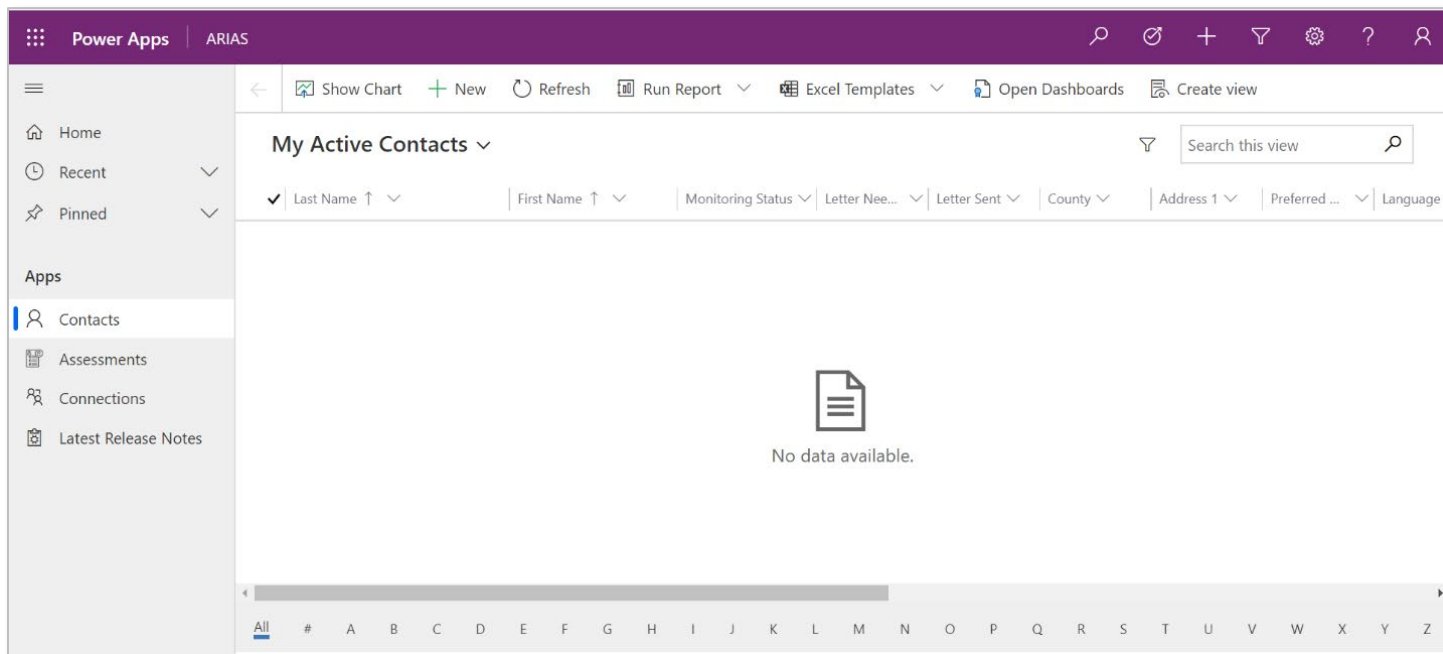 Power Apps ARIAS ?
Show Chart New Refresh Run Report Excel Templates Open Dashboards Create view
Home
Recent
Pinned
Apps
Contacts
Assessments
Connections
Latest Release Notes
My Active Contacts
Search this view
Last Name ↑ First Name ↑ Monitoring Status Letter Nee... Letter Sent County Address 1 Preferred ... Language
No data available.
All # A B C D E F G H I J K L M N O P Q R S T U V W X Y Z